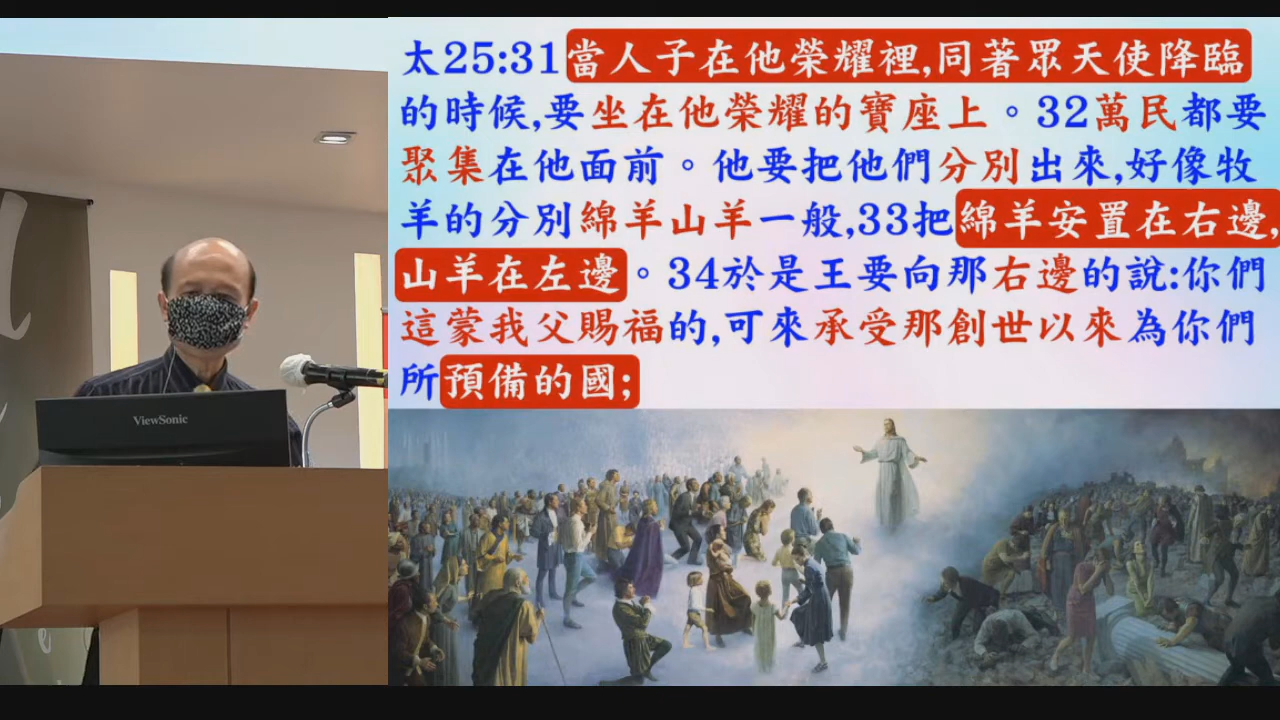 太25:31當人子在他榮耀裡,同著眾天使降臨
的時候,要坐在他榮耀的寶座上。32萬民都要
聚集在他面前。他要把他們分別出來,好像牧
羊的分別綿羊山羊一般,33把綿羊安置在右邊,
山羊在左邊。34於是王要向那右邊的說:你們
這蒙我父賜福的,可來承受那創世以來為你們
所預備的國;
ViewSonic